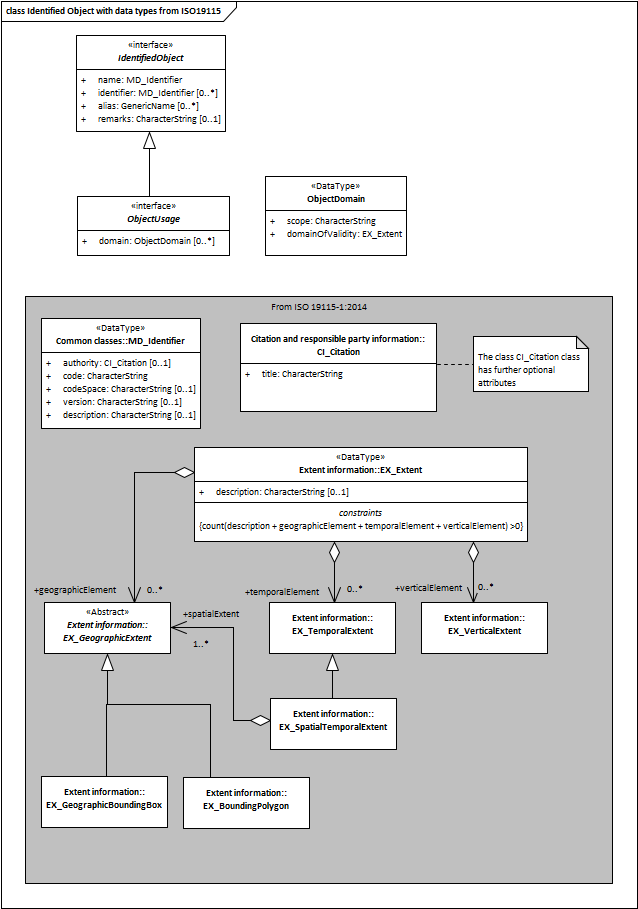 class Identified Object with data types from ISO19115
«interface»
IdentifiedObject
+ name: MD_Identifier
+ identifier: MD_Identifier [0..*]
+ alias: GenericName [0..*]
+ remarks: CharacterString [0..1]
«interface»
ObjectUsage
+ domain: ObjectDomain [0..*]
«DataType»
ObjectDomain
+ scope: CharacterString
+ domainOfValidity: EX_Extent
From ISO 19115-1:2014
«DataType»
Common classes::MD_Identifier
+ authority: CI_Citation [0..1]
+ code: CharacterString
+ codeSpace: CharacterString [0..1]
+ version: CharacterString [0..1]
+ description: CharacterString [0..1]
Citation and responsible party information::
CI_Citation
+ title: CharacterString
The class CI_Citation class
has further optional
attributes
«DataType»
Extent information::EX_Extent
+ description: CharacterString [0..1]
constraints
{count(description + geographicElement + temporalElement + verticalElement) >0}
+geographicElement
0..*
+temporalElement
0..*
+verticalElement
0..*
«Abstract»
Extent information::
EX_GeographicExtent
+spatialExtent
1..*
Extent information::
EX_TemporalExtent
Extent information::
EX_VerticalExtent
Extent information::
EX_SpatialTemporalExtent
Extent information::
EX_GeographicBoundingBox
Extent information::
EX_BoundingPolygon